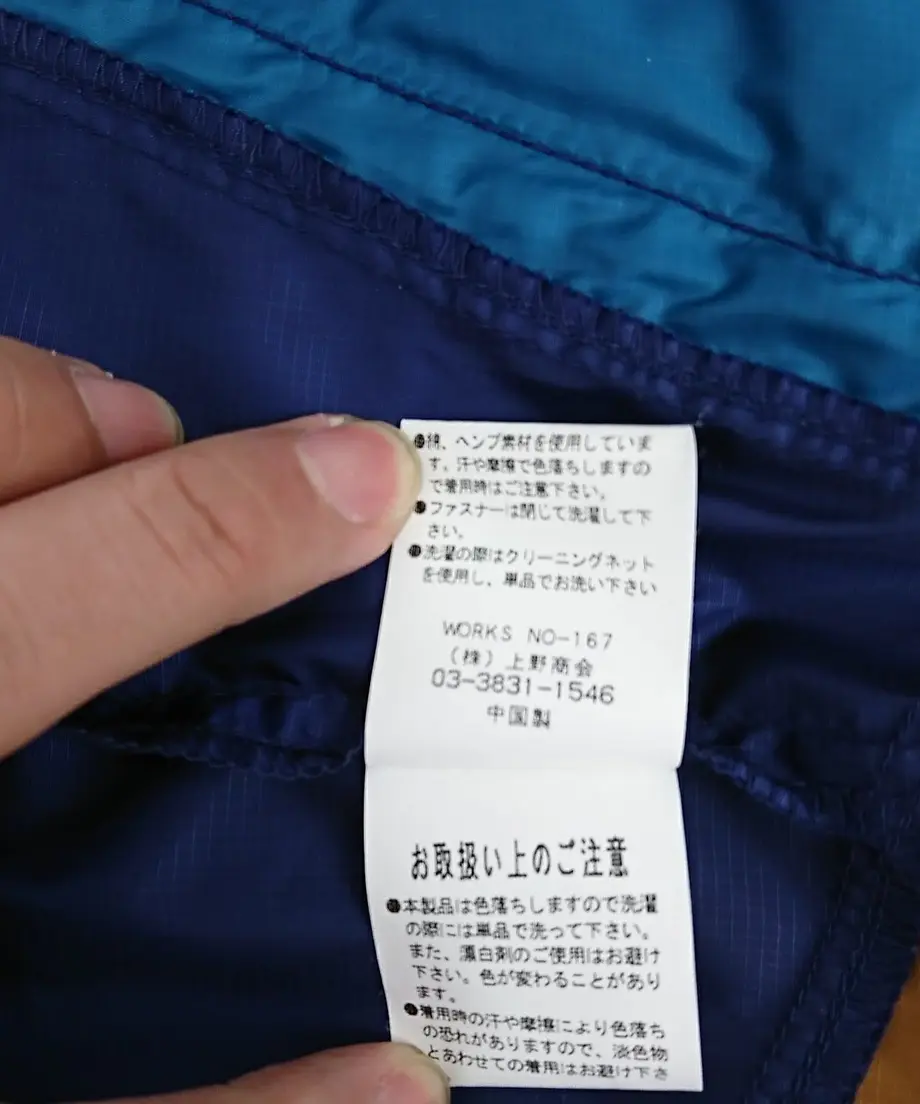 ●綿、ヘンプ素材を使用していま
す。汗や摩擦で色落ちしますの
で着用時はご注意下さい。
●ファスナーは閉じて洗濯して下
さい。
●洗濯の際はクリーニングネット
を使用し、単品でお洗い下さい
WORKS NO-167
(株)上野商会
03-3831-1546
中国製
お取扱い上のご注意
●本製品は色落ちしますので洗濯
の際には単品で洗って下さい。
また、漂白剤のご使用はお避け
下さい。色が変わることがあり
ます。
●着用時の汗や摩擦により色落ち
の恐れがありますので、淡色物
とあわせての着用はお避け下さ